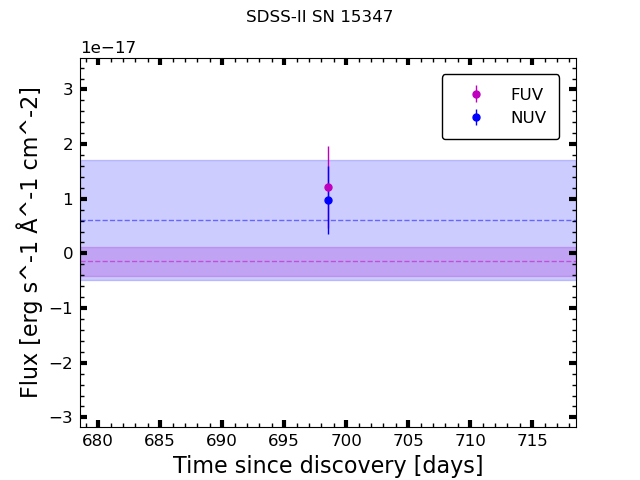 SDSS-II SN 15347
1e−17
FUV
NUV
3
2
1
0
−1
−2
−3
Flux [erg s^-1 Å^-1 cm^-2]
680 685 690 695 700 705 710 715
Time since discovery [days]